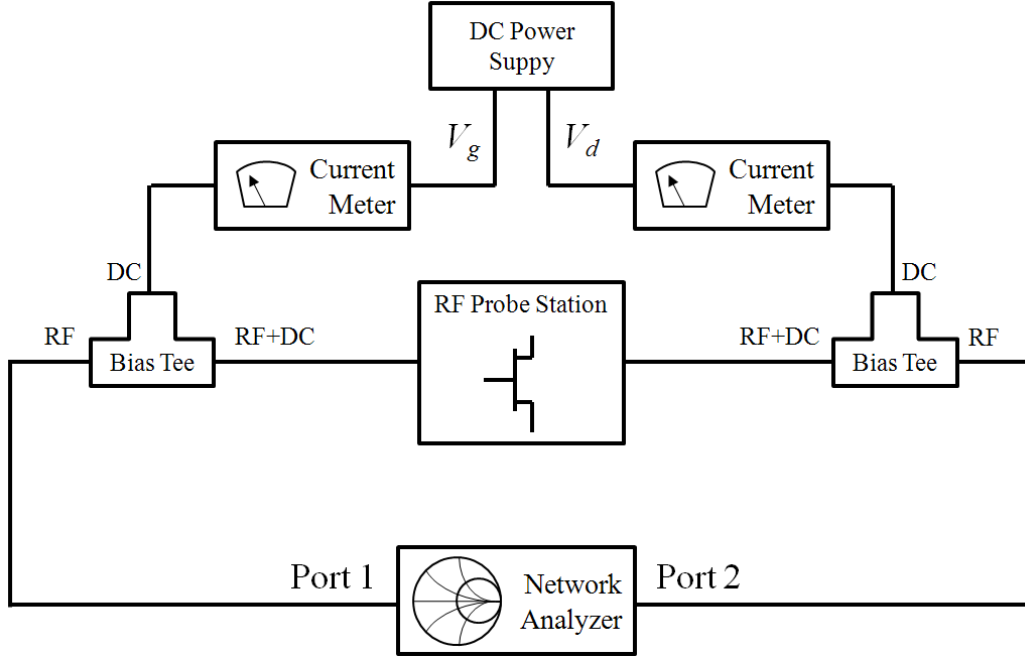 DC Power
Suppy
V_g
V_d
Current
Meter
Current
Meter
DC
DC
RF
Bias Tee
RF+DC
RF Probe Station
RF+DC
Bias Tee
RF
Port 1
Network
Analyzer
Port 2